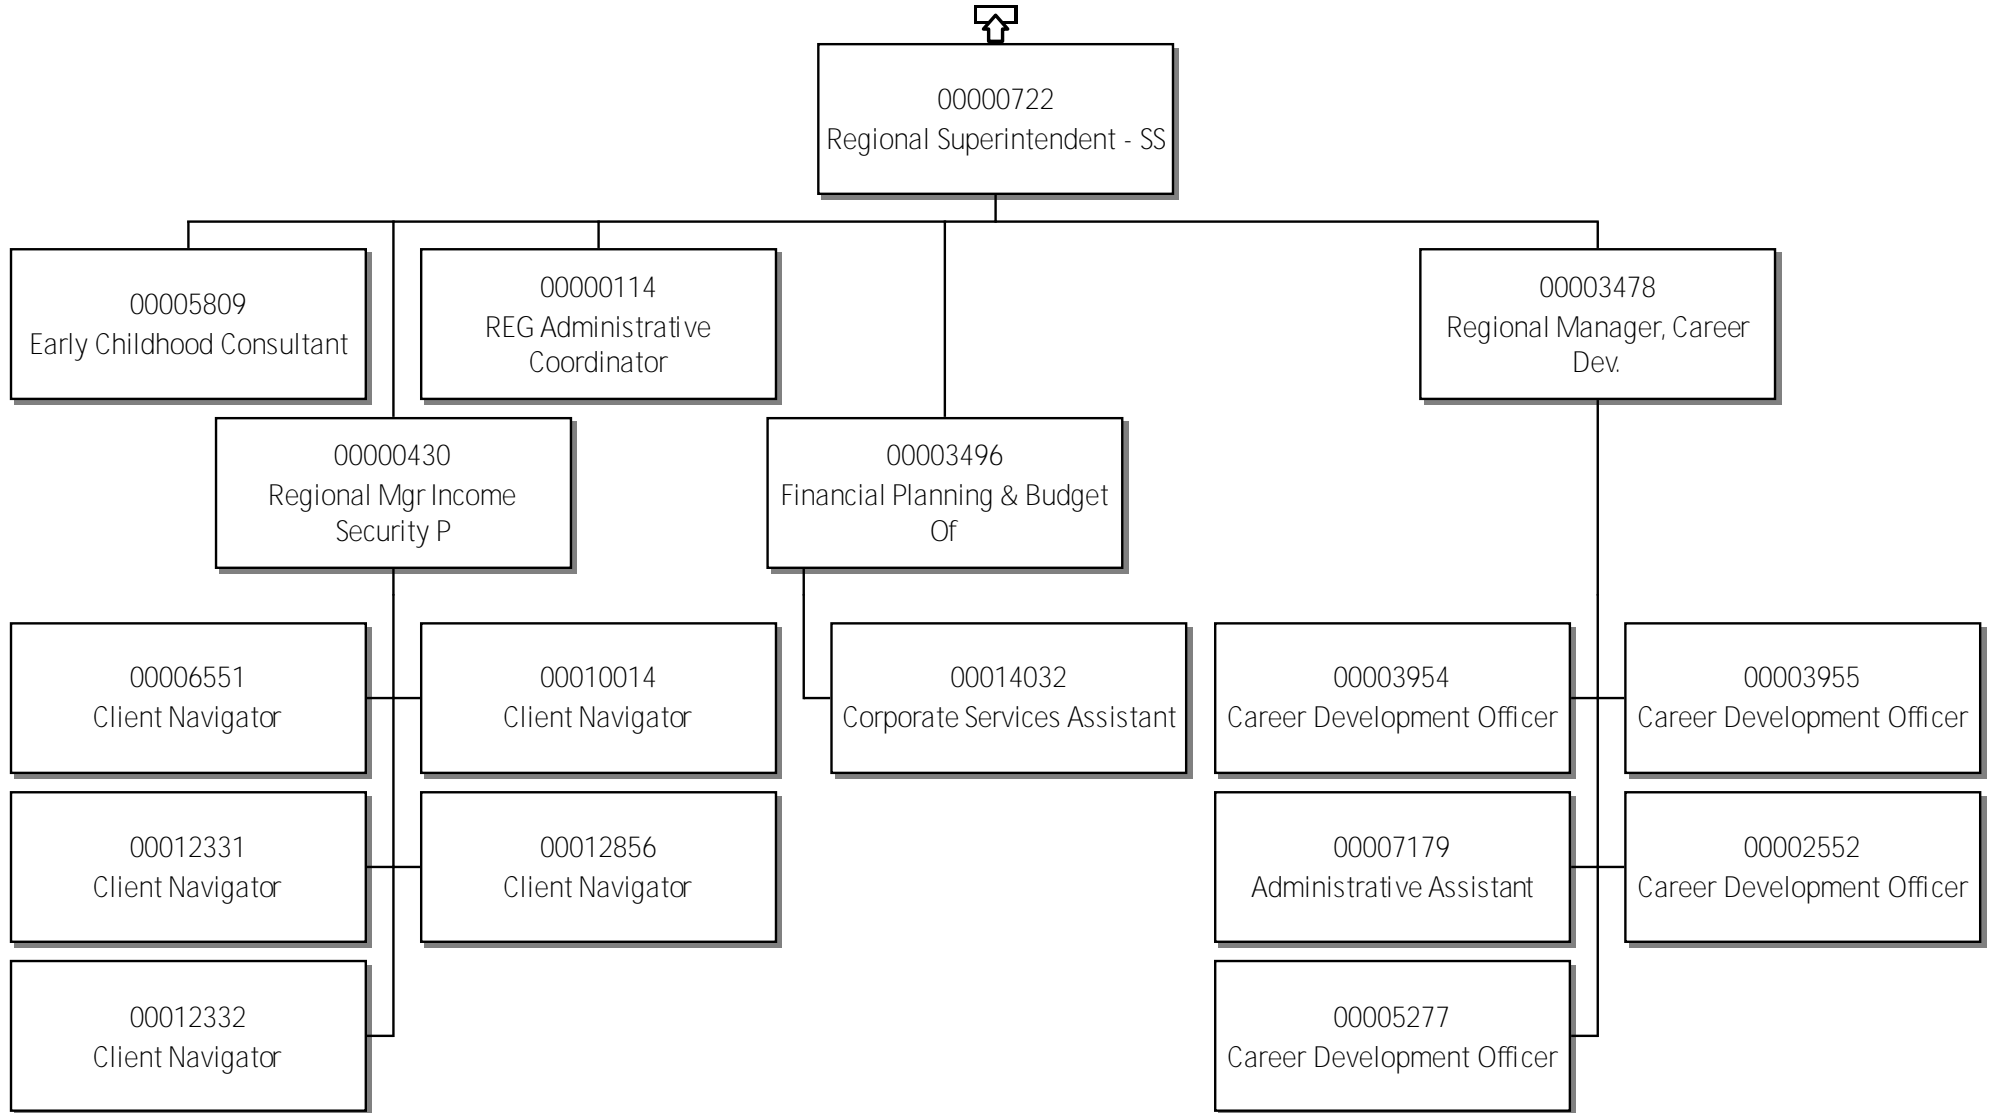 00000722
Regional Superintendent - SS
00005809
Early Childhood Consultant
00000114
REG Administrative
Coordinator
00003478
Regional Manager, Career
Dev.
00000430
Regional Mgr Income
Security P
00003496
Financial Planning & Budget
Of
00006551
Client Navigator
00010014
Client Navigator
00014032
Corporate Services Assistant
00003954
Career Development Officer
00003955
Career Development Officer
00012331
Client Navigator
00012856
Client Navigator
00007179
Administrative Assistant
00002552
Career Development Officer
00012332
Client Navigator
00005277
Career Development Officer